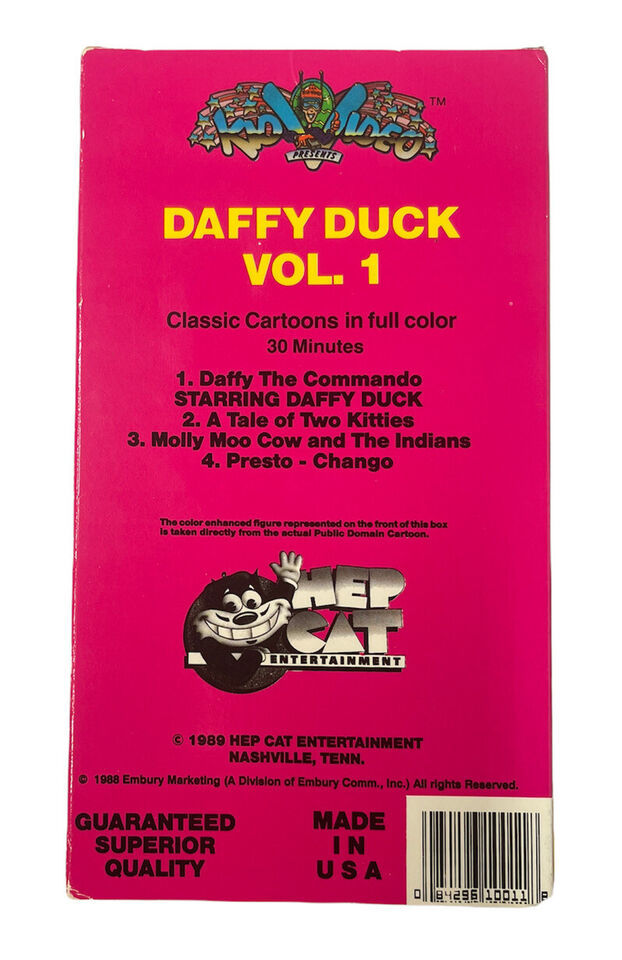 KID VIDEO TM
PRESENTS
DAFFY DUCK
VOL. 1
Classic Cartoons in full color
30 Minutes
1. Daffy The Commando
STARRING DAFFY DUCK
2. A Tale of Two Kitties
3. Molly Moo Cow and The Indians
4. Presto - Chango
The color enhanced figure represented on the front of this box
is taken directly from the actual Public Domain Cartoon.
HEP
CAT
ENTERTAINMENT
© 1989 HEP CAT ENTERTAINMENT
NASHVILLE, TENN.
© 1988 Embury Marketing (A Division of Embury Comm., Inc.) All rights Reserved.
GUARANTEED
SUPERIOR
QUALITY
MADE
IN
USA
0 84296 10011